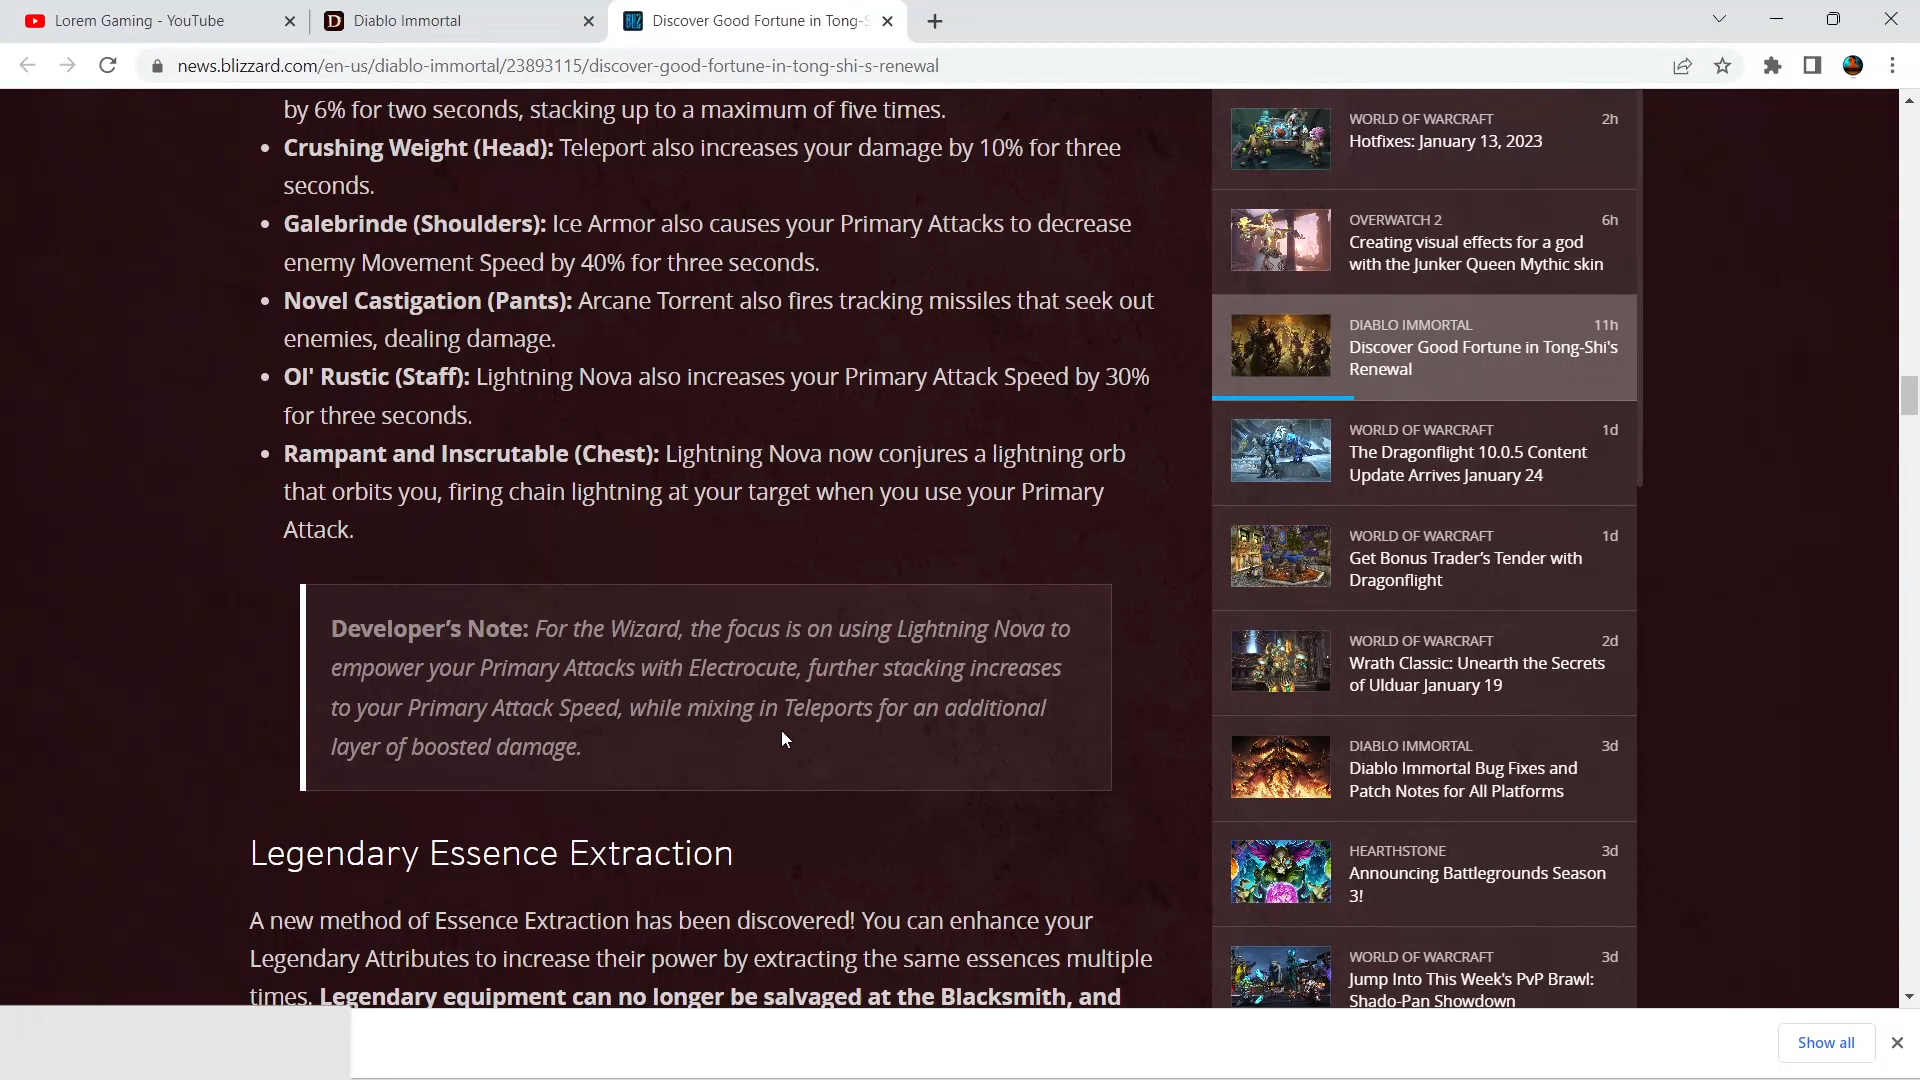 Lorem Gaming - YouTube
Diablo Immortal
Discover Good Fortune in Tong-S
news.blizzard.com/en-us/diablo-immortal/23893115/discover-good-fortune-in-tong-shi-s-renewal
by 6% for two seconds, stacking up to a maximum of five times.
• Crushing Weight (Head): Teleport also increases your damage by 10% for three
seconds.
• Galebrinde (Shoulders): Ice Armor also causes your Primary Attacks to decrease
enemy Movement Speed by 40% for three seconds.
• Novel Castigation (Pants): Arcane Torrent also fires tracking missiles that seek out
enemies, dealing damage.
• Ol' Rustic (Staff): Lightning Nova also increases your Primary Attack Speed by 30%
for three seconds.
• Rampant and Inscrutable (Chest): Lightning Nova now conjures a lightning orb
that orbits you, firing chain lightning at your target when you use your Primary
Attack.
Developer's Note: For the Wizard, the focus is on using Lightning Nova to
empower your Primary Attacks with Electrocute, further stacking increases
to your Primary Attack Speed, while mixing in Teleports for an additional
layer of boosted damage.
Legendary Essence Extraction
A new method of Essence Extraction has been discovered! You can enhance your
Legendary Attributes to increase their power by extracting the same essences multiple
times. Legendary equipment can no longer be salvaged at the Blacksmith, and
WORLD OF WARCRAFT 2h
Hotfixes: January 13, 2023
OVERWATCH 2 6h
Creating visual effects for a god
with the Junker Queen Mythic skin
DIABLO IMMORTAL 11h
Discover Good Fortune in Tong-Shi's
Renewal
WORLD OF WARCRAFT 1d
The Dragonflight 10.0.5 Content
Update Arrives January 24
WORLD OF WARCRAFT 1d
Get Bonus Trader's Tender with
Dragonflight
WORLD OF WARCRAFT 2d
Wrath Classic: Unearth the Secrets
of Ulduar January 19
DIABLO IMMORTAL 3d
Diablo Immortal Bug Fixes and
Patch Notes for All Platforms
HEARTHSTONE 3d
Announcing Battlegrounds Season
3!
WORLD OF WARCRAFT 3d
Jump Into This Week's PvP Brawl:
Shado-Pan Showdown
Show all